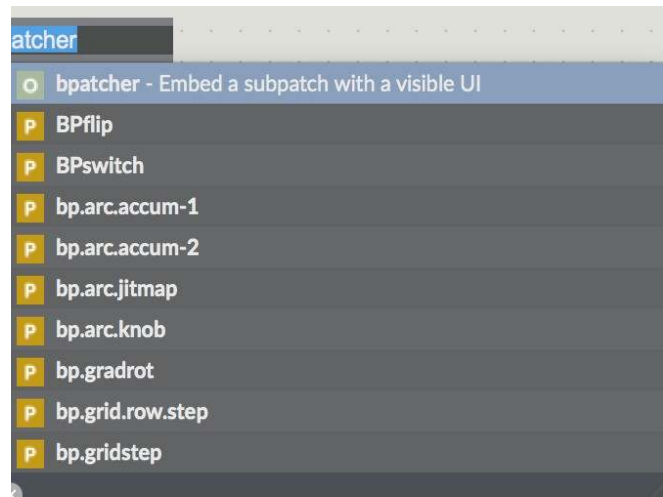 atcher
O bpatcher - Embed a subpatch with a visible UI
P BPflip
P BPswitch
P bp.arc.accum-1
P bp.arc.accum-2
P bp.arc.jitmap
P bp.arc.knob
P bp.gradrot
P bp.grid.row.step
P bp.gridstep